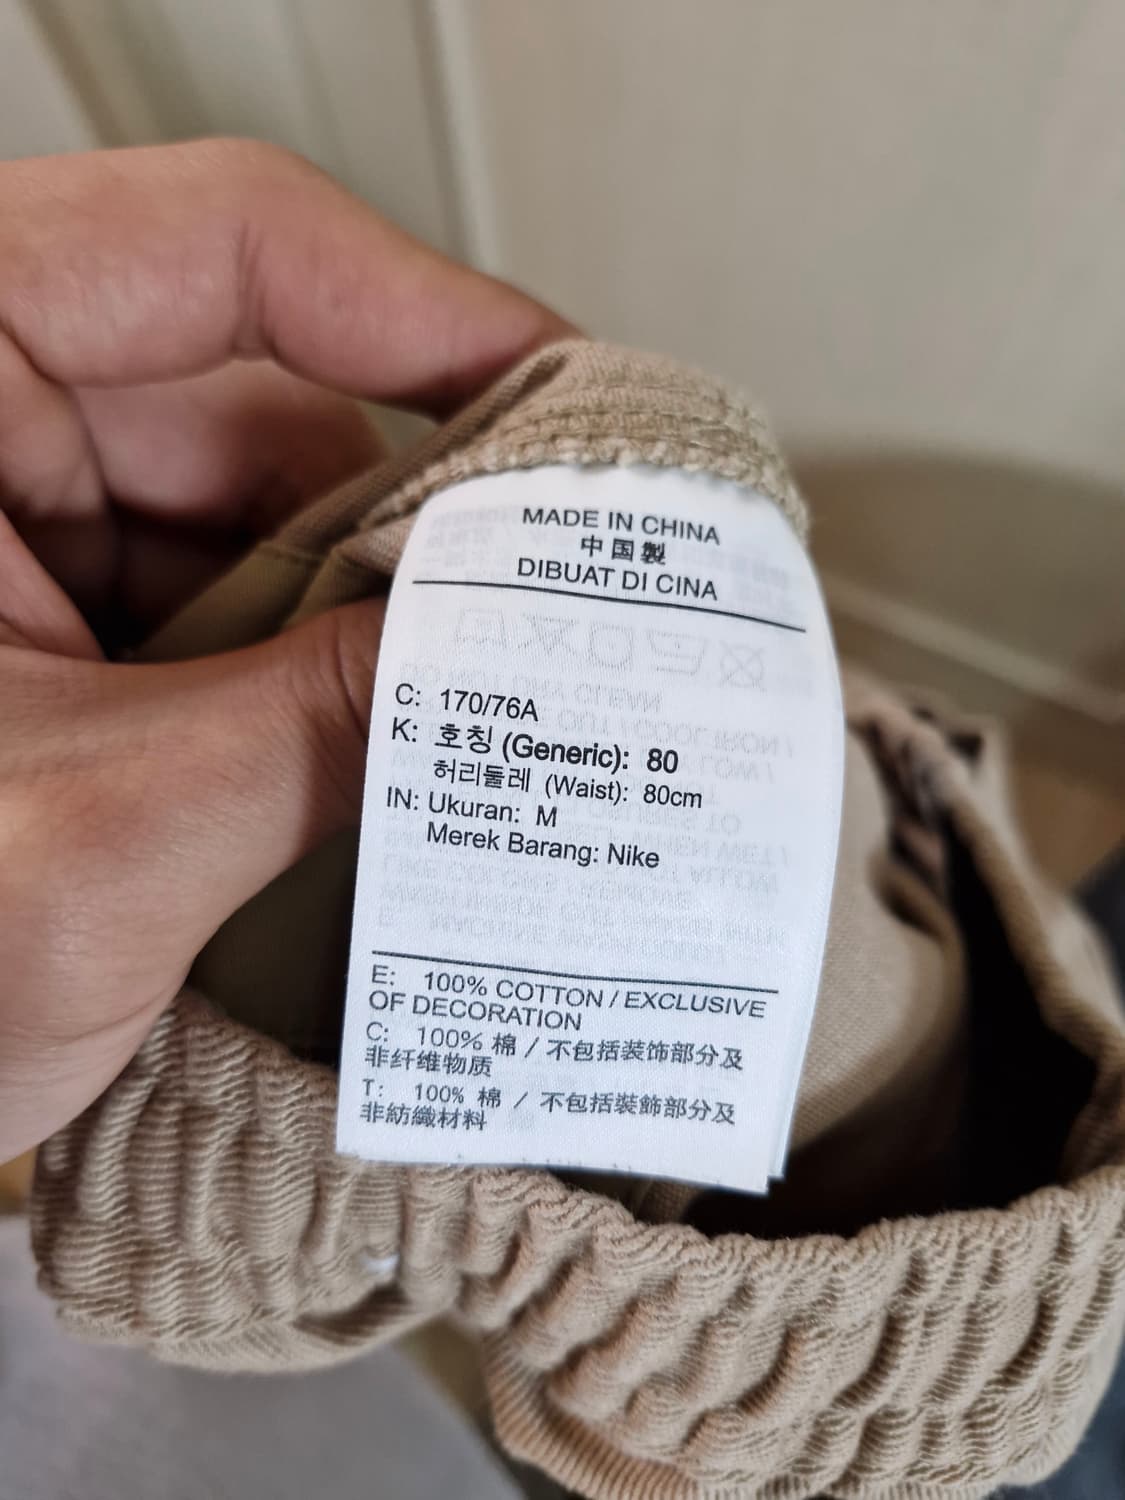 MADE IN CHINA
中国製
DIBUAT DI CINA
C: 170/76A
K: 호칭 (Generic): 80
허리둘레 (Waist): 80cm
IN: Ukuran: M
Merek Barang: Nike
E: 100% COTTON / EXCLUSIVE
OF DECORATION
C: 100% 棉 / 不包括装饰部分及
非纤维物质
T: 100% 棉 / 不包括裝飾部分及
非紡織材料